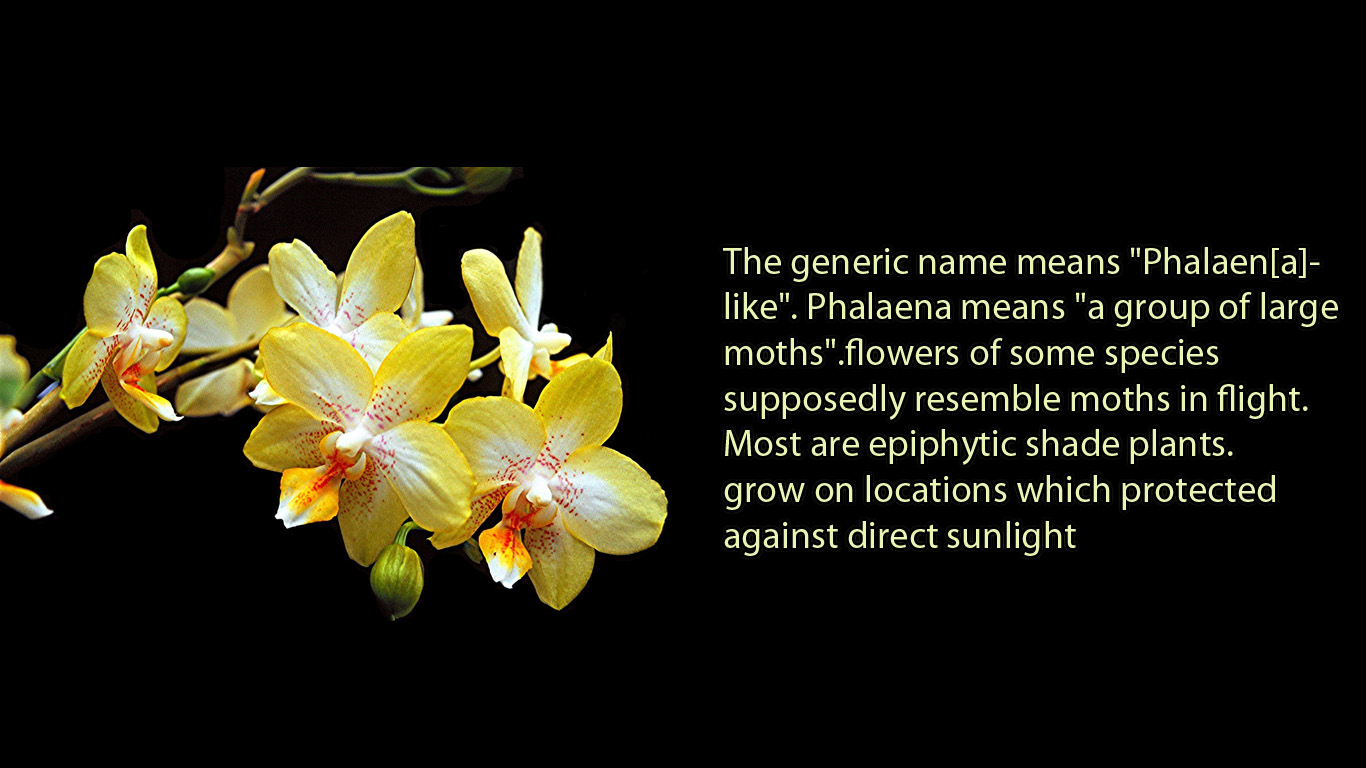 The generic name means "Phalaen[a]-
like". Phalaena means "a group of large
moths".flowers of some species
supposedly resemble moths in flight.
Most are epiphytic shade plants.
grow on locations which protected
against direct sunlight